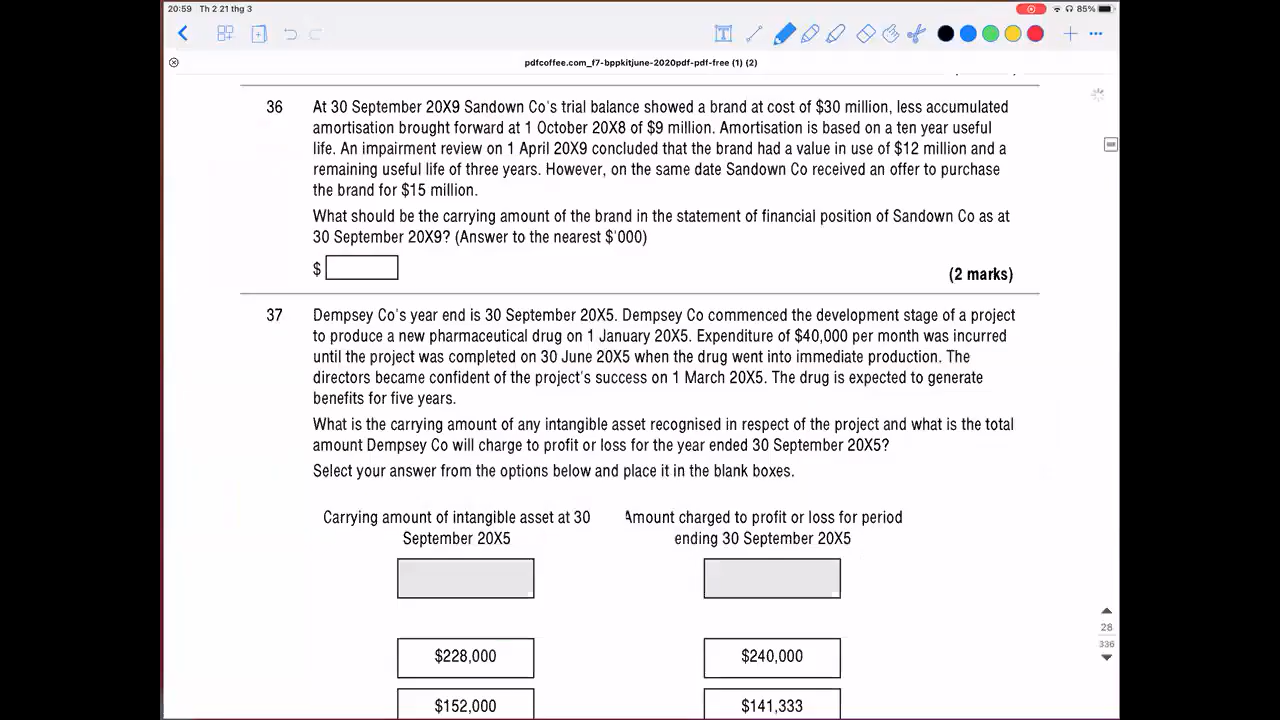 20:59 Th 2 21 thg 3
85%
pdfcoffee.com_f7-bppkitjune-2020pdf-pdf-free (1) (2)
36 At 30 September 20X9 Sandown Co's trial balance showed a brand at cost of $30 million, less accumulated
amortisation brought forward at 1 October 20X8 of $9 million. Amortisation is based on a ten year useful
life. An impairment review on 1 April 20X9 concluded that the brand had a value in use of $12 million and a
remaining useful life of three years. However, on the same date Sandown Co received an offer to purchase
the brand for $15 million.
What should be the carrying amount of the brand in the statement of financial position of Sandown Co as at
30 September 20X9? (Answer to the nearest $'000)
$
(2 marks)
37 Dempsey Co's year end is 30 September 20X5. Dempsey Co commenced the development stage of a project
to produce a new pharmaceutical drug on 1 January 20X5. Expenditure of $40,000 per month was incurred
until the project was completed on 30 June 20X5 when the drug went into immediate production. The
directors became confident of the project's success on 1 March 20X5. The drug is expected to generate
benefits for five years.
What is the carrying amount of any intangible asset recognised in respect of the project and what is the total
amount Dempsey Co will charge to profit or loss for the year ended 30 September 20X5?
Select your answer from the options below and place it in the blank boxes.
Carrying amount of intangible asset at 30
September 20X5
Amount charged to profit or loss for period
ending 30 September 20X5
$228,000
$240,000
$152,000
$141,333
28
336